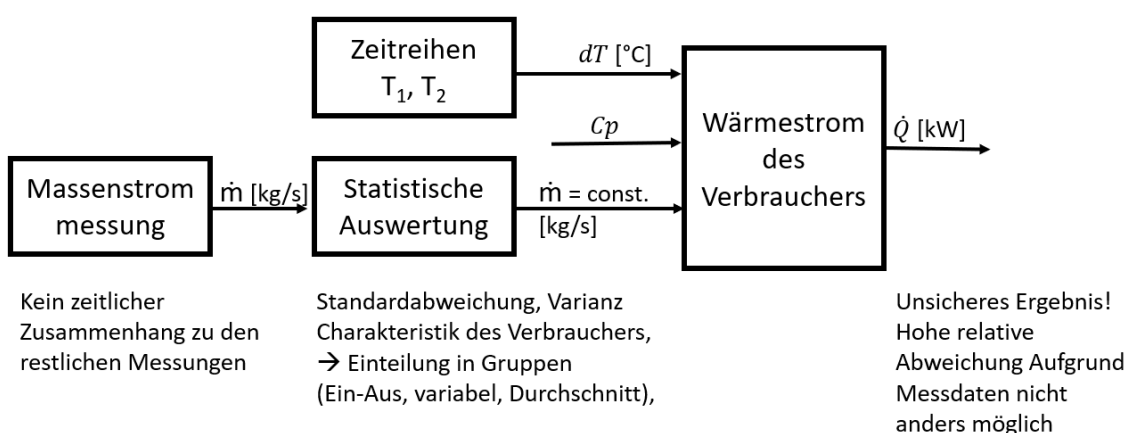 Zeitreihen
T₁, T₂
dT [°C]
Cp
Wärmestrom
des
Verbrauchers
Q̇ [kW]
Massenstrom
messung
ṁ [kg/s]
Statistische
Auswertung
ṁ = const.
[kg/s]
Kein zeitlicher
Zusammenhang zu den
restlichen Messungen
Standardabweichung, Varianz
Charakteristik des Verbrauchers,
→ Einteilung in Gruppen
(Ein-Aus, variabel, Durchschnitt),
Unsicheres Ergebnis!
Hohe relative
Abweichung Aufgrund
Messdaten nicht
anders möglich